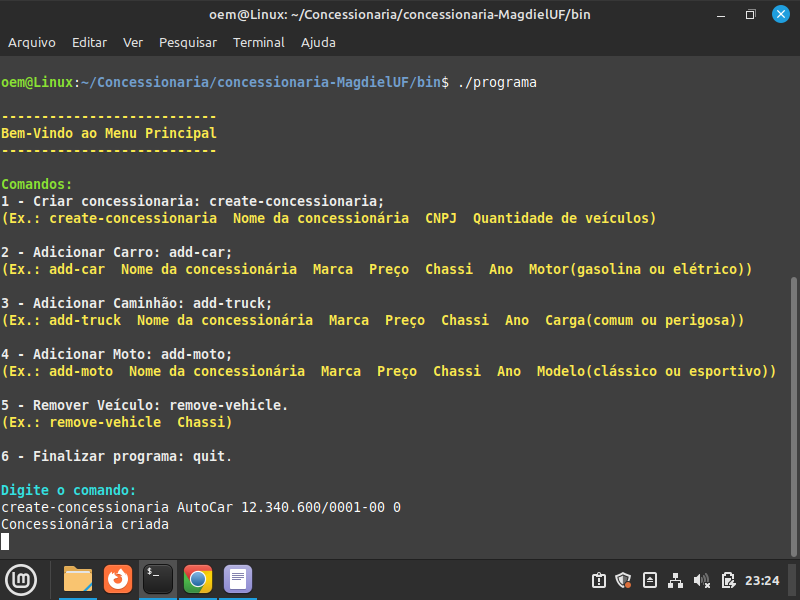 oem@Linux: ~/Concessionaria/concessionaria-MagdielUF/bin
Arquivo Editar Ver Pesquisar Terminal Ajuda
oem@Linux:~/Concessionaria/concessionaria-MagdielUF/bin$ ./programa
---------------------------
Bem-Vindo ao Menu Principal
---------------------------
Comandos:
1 - Criar concessionaria: create-concessionaria;
(Ex.: create-concessionaria  Nome da concessionária  CNPJ  Quantidade de veículos)
2 - Adicionar Carro: add-car;
(Ex.: add-car  Nome da concessionária  Marca  Preço  Chassi  Ano  Motor(gasolina ou elétrico))
3 - Adicionar Caminhão: add-truck;
(Ex.: add-truck  Nome da concessionária  Marca  Preço  Chassi  Ano  Carga(comum ou perigosa))
4 - Adicionar Moto: add-moto;
(Ex.: add-moto  Nome da concessionária  Marca  Preço  Chassi  Ano  Modelo(clássico ou esportivo))
5 - Remover Veículo: remove-vehicle.
(Ex.: remove-vehicle  Chassi)
6 - Finalizar programa: quit.
Digite o comando:
create-concessionaria AutoCar 12.340.600/0001-00 0
Concessionária criada
23:24